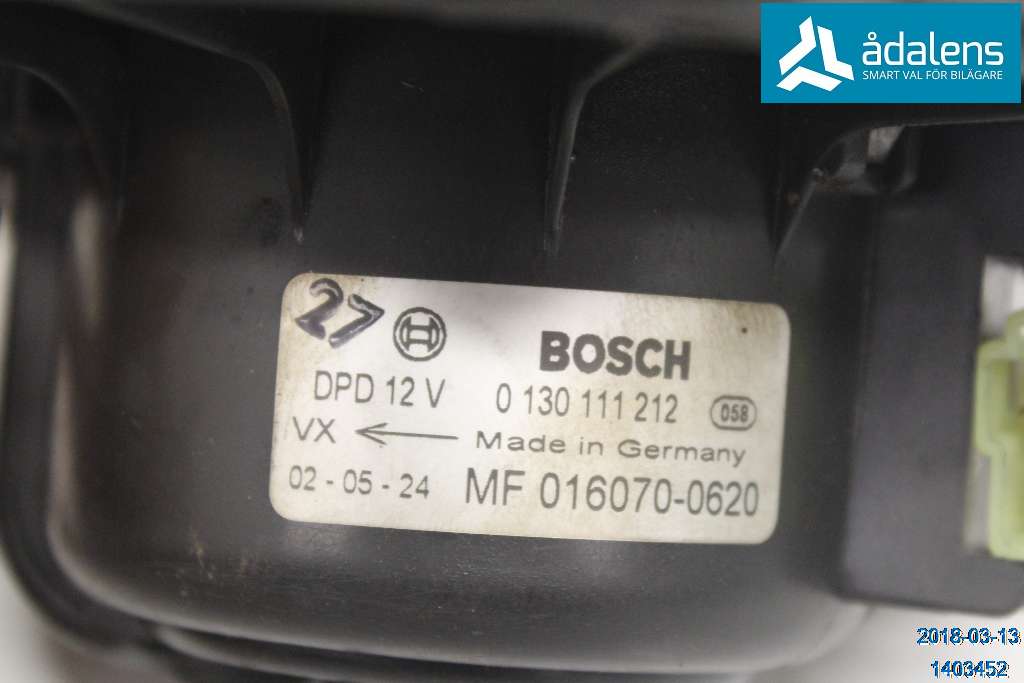 ådalens
SMART VAL FÖR BILÄGARE
27
BOSCH
DPD 12 V 0 130 111 212 058
VX ← Made in Germany
02 - 05 - 24 MF 016070-0620
2018-03-13
1403452